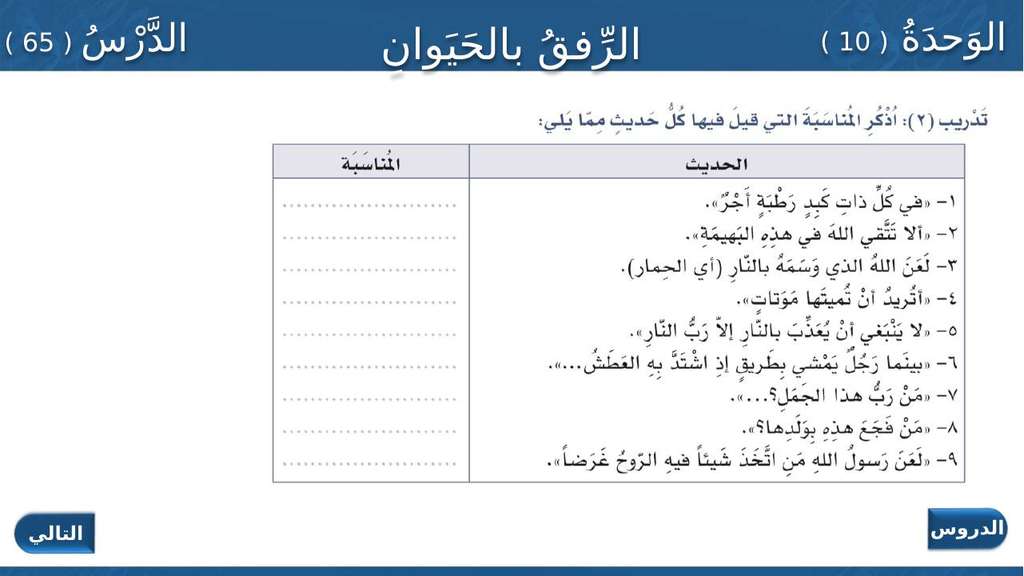 الوَحدَةُ ( 10 )
الرِّفقُ بالحَيَوانِ
الدَّرْسُ ( 65 )
تَدْريب (٢): اُذْكُرِ المُناسَبَةَ التي قيلَ فيها كُلُّ حَديثٍ مِمّا يَلي:
الحديث
المُناسَبَة
١- «في كُلِّ ذاتِ كَبِدٍ رَطْبَةٍ أَجْرٌ».
٢- «ألا تَتَّقي اللهَ في هذِهِ البَهيمَةِ».
٣- لَعَنَ اللهُ الذي وَسَمَهُ بالنّارِ (أي الحِمار).
٤- «أتُريدُ أنْ تُميتَها مَوَتاتٍ».
٥- «لا يَنْبَغي أنْ يُعَذِّبَ بالنَّارِ إلاّ رَبُّ النّارِ».
٦- «بينَما رَجُلٌ يَمْشي بِطَريقٍ إذِ اشْتَدَّ بِهِ العَطَشُ...».
٧- «مَنْ رَبُّ هذا الجَمَلِ؟...».
٨- «مَنْ فَجَعَ هذِهِ بِوَلَدِها؟».
٩- «لَعَنَ رَسولُ اللهِ مَنِ اتَّخَذَ شَيئاً فيهِ الرّوحُ غَرَضاً».
الدروس
التالي